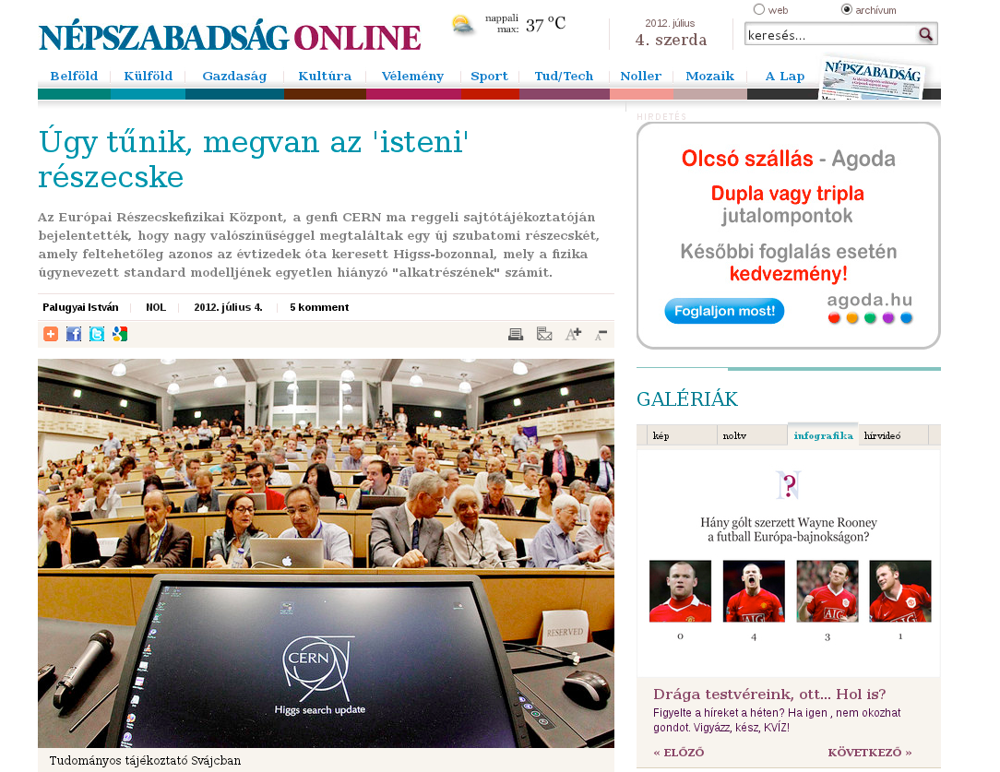 NÉPSZABADSÁG ONLINE
nappali
max:
37 ºC
2012. július
4. szerda
web
archívum
keresés...
Belföld
Külföld
Gazdaság
Kultúra
Vélemény
Sport
Tud/Tech
Noller
Mozaik
A Lap
NÉPSZABADSÁG
Úgy tűnik, megvan az 'isteni'
részecske
Az Európai Részecskefizikai Központ, a genfi CERN ma reggeli sajtótájékoztatóján
bejelentették, hogy nagy valószínűséggel megtaláltak egy új szubatomi részecskét,
amely feltehetőleg azonos az évtizedek óta keresett Higss-bozonnal, mely a fizika
úgynevezett standard modelljének egyetlen hiányzó "alkatrészének" számít.
Palugyai István
NOL
2012. július 4.
5 komment
RESERVED
CERN
Higgs search update
Tudományos tájékoztató Svájcban
HIRDETÉS
Olcsó szállás - Agoda
Dupla vagy tripla
jutalompontok
Későbbi foglalás esetén
kedvezmény!
Foglaljon most!
agoda.hu
GALÉRIÁK
kép
noltv
infografika
hírvideó
N?
Hány gólt szerzett Wayne Rooney
a futball Európa-bajnokságon?
AIG
AIG
0
4
3
1
Drága testvéreink, ott... Hol is?
Figyelte a híreket a héten? Ha igen , nem okozhat
gondot. Vigyázz, kész, KVÍZ!
« ELŐZŐ
KÖVETKEZŐ »